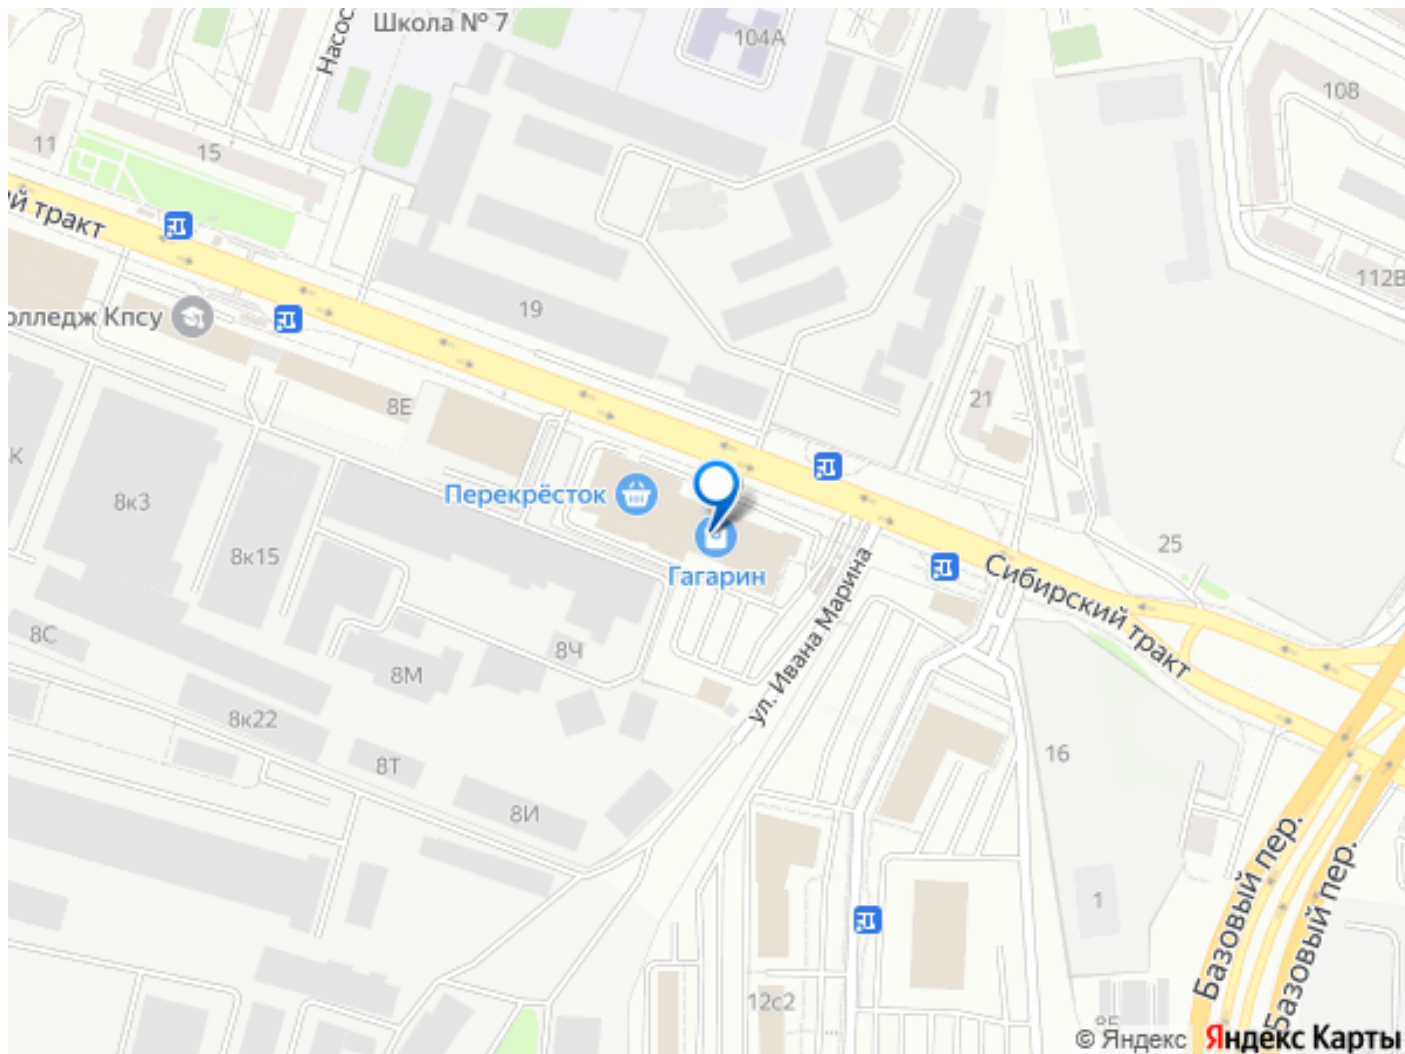 Школа № 7
104А
Насос
108
11
15
ий тракт
112В
олледж Кпсу
19
8Е
21
К
Перекрёсток
8к3
Гагарин
25
8к15
Сибирский тракт
ул. Ивана Марина
8С
8Ч
8М
8к22
16
8Т
8И
Базовый пер.
Базовый пер.
1
12с2
...
© Яндекс Яндекс Карты